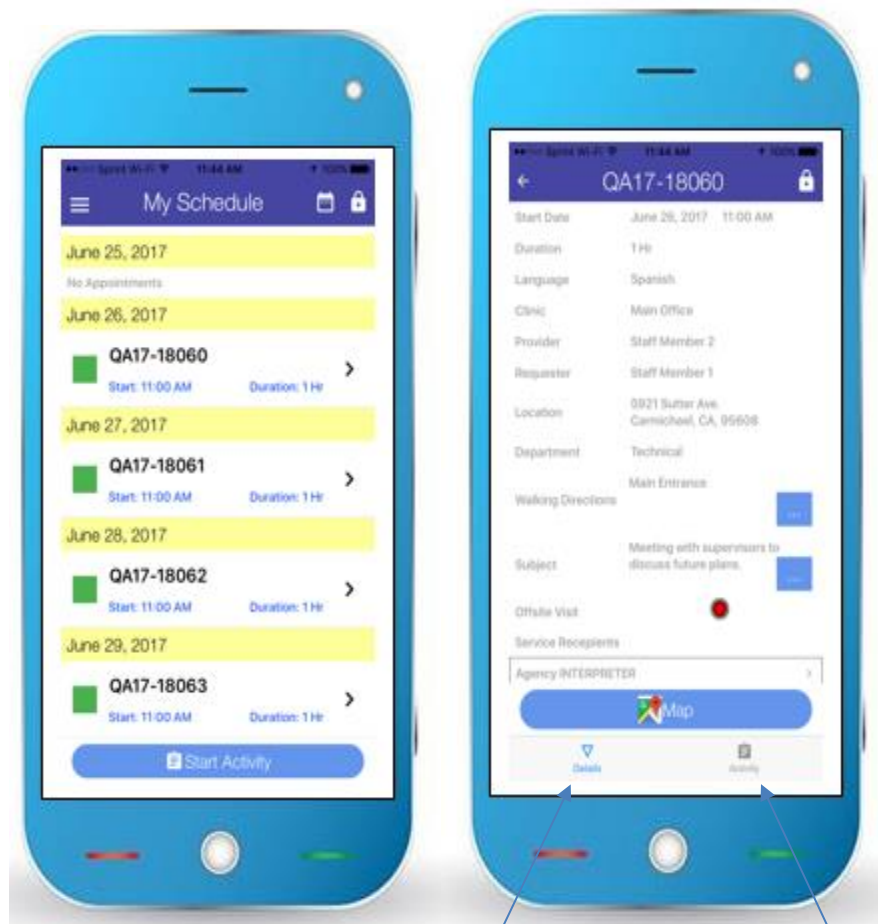 Sprint Wi-Fi 11:44 AM 100%
My Schedule
June 25, 2017
No Appointments
June 26, 2017
QA17-18060
Start: 11:00 AM Duration: 1 Hr
June 27, 2017
QA17-18061
Start: 11:00 AM Duration: 1 Hr
June 28, 2017
QA17-18062
Start: 11:00 AM Duration: 1 Hr
June 29, 2017
QA17-18063
Start: 11:00 AM Duration: 1 Hr
Start Activity
Sprint Wi-Fi 11:44 AM 100%
QA17-18060
Start Date June 26, 2017 11:00 AM
Duration 1 Hr
Language Spanish
Clinic Main Office
Provider Staff Member 2
Requester Staff Member 1
Location 5921 Sutter Ave.
Carmichael, CA, 95608
Department Technical
Main Entrance
Walking Directions
...
Meeting with supervisors to
Subject discuss future plans.
...
Offsite Visit
Service Recepients
Agency INTERPRETER
Map
Details Activity